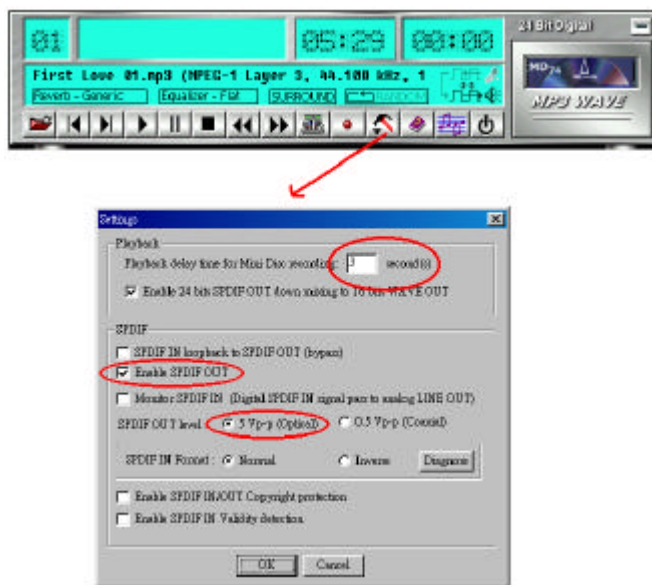 24 Bit Digital
01 05:29 00:00
First Love 01.mp3 (MPEG-1 Layer 3, 44.100 kHz, 1
Reverb - Generic Equalizer - Flat SURROUND RANDOM
MD 24
MP3 WAVE
Settings
Playback
Playback delay time for Mini Disc recording: 3 second(s)
Enable 24 bits SPDIF OUT down mixing to 16 bits WAVE OUT
SPDIF
SPDIF IN loopback to SPDIF OUT (bypass)
Enable SPDIF OUT
Monitor SPDIF IN (Digital SPDIF IN signal pass to analog LINE OUT)
SPDIF OUT level: 5 Vp-p (Optical) 0.5 Vp-p (Coaxial)
SPDIF IN Format : Normal Inverse Diagnosis
Enable SPDIF IN/OUT Copyright protection
Enable SPDIF IN Validity detection
OK Cancel